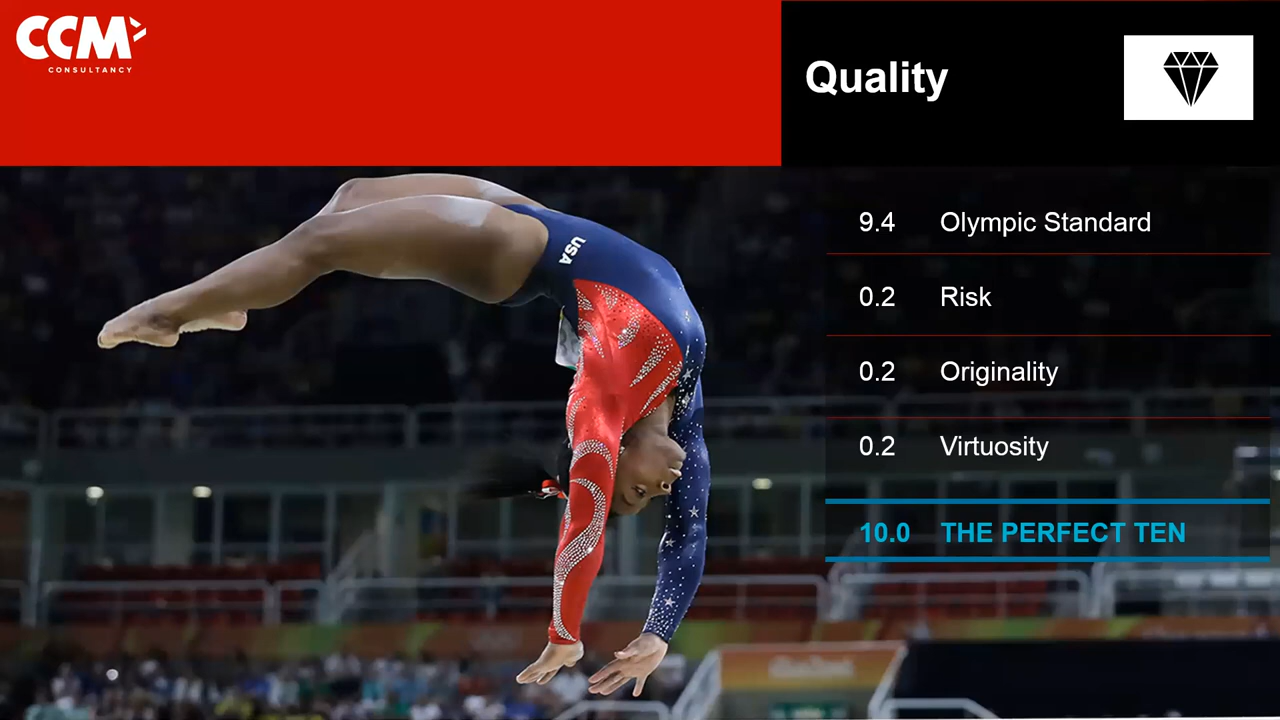 CCM
CONSULTANCY
Quality
9.4 Olympic Standard
0.2 Risk
0.2 Originality
0.2 Virtuosity
10.0 THE PERFECT TEN
USA